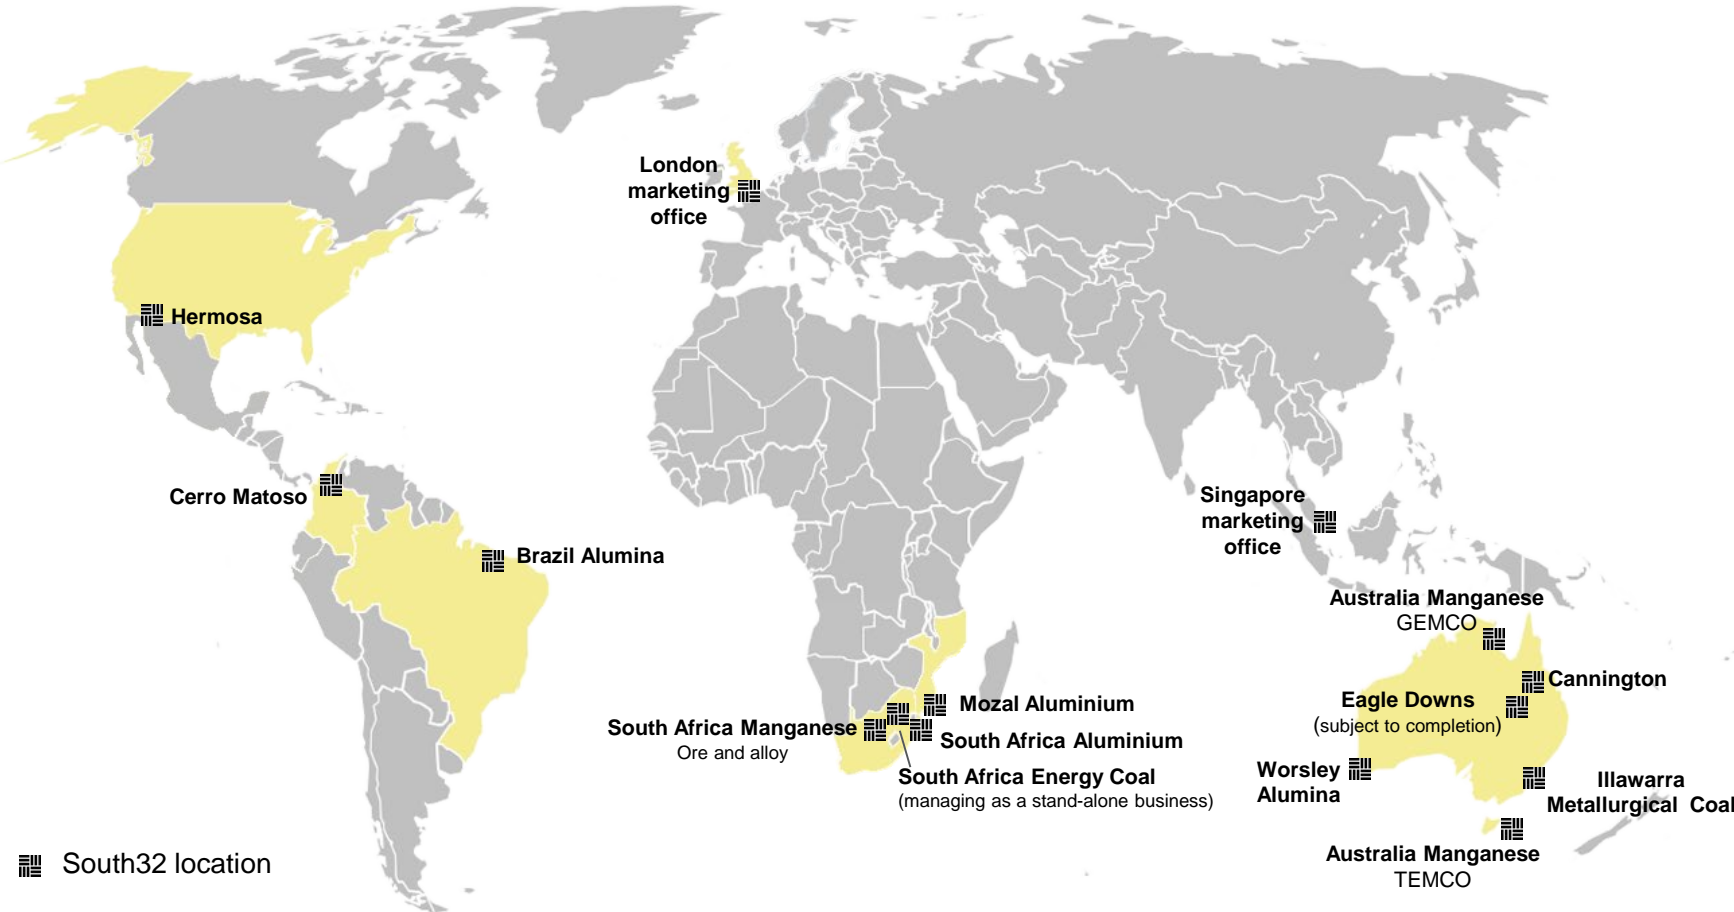 London
marketing
office
Hermosa
Cerro Matoso
Brazil Alumina
Singapore
marketing
office
Australia Manganese
GEMCO
Cannington
Eagle Downs
(subject to completion)
Mozal Aluminium
South Africa Manganese
Ore and alloy
South Africa Aluminium
South Africa Energy Coal
(managing as a stand-alone business)
Worsley
Alumina
Illawarra
Metallurgical Coal
Australia Manganese
TEMCO
South32 location